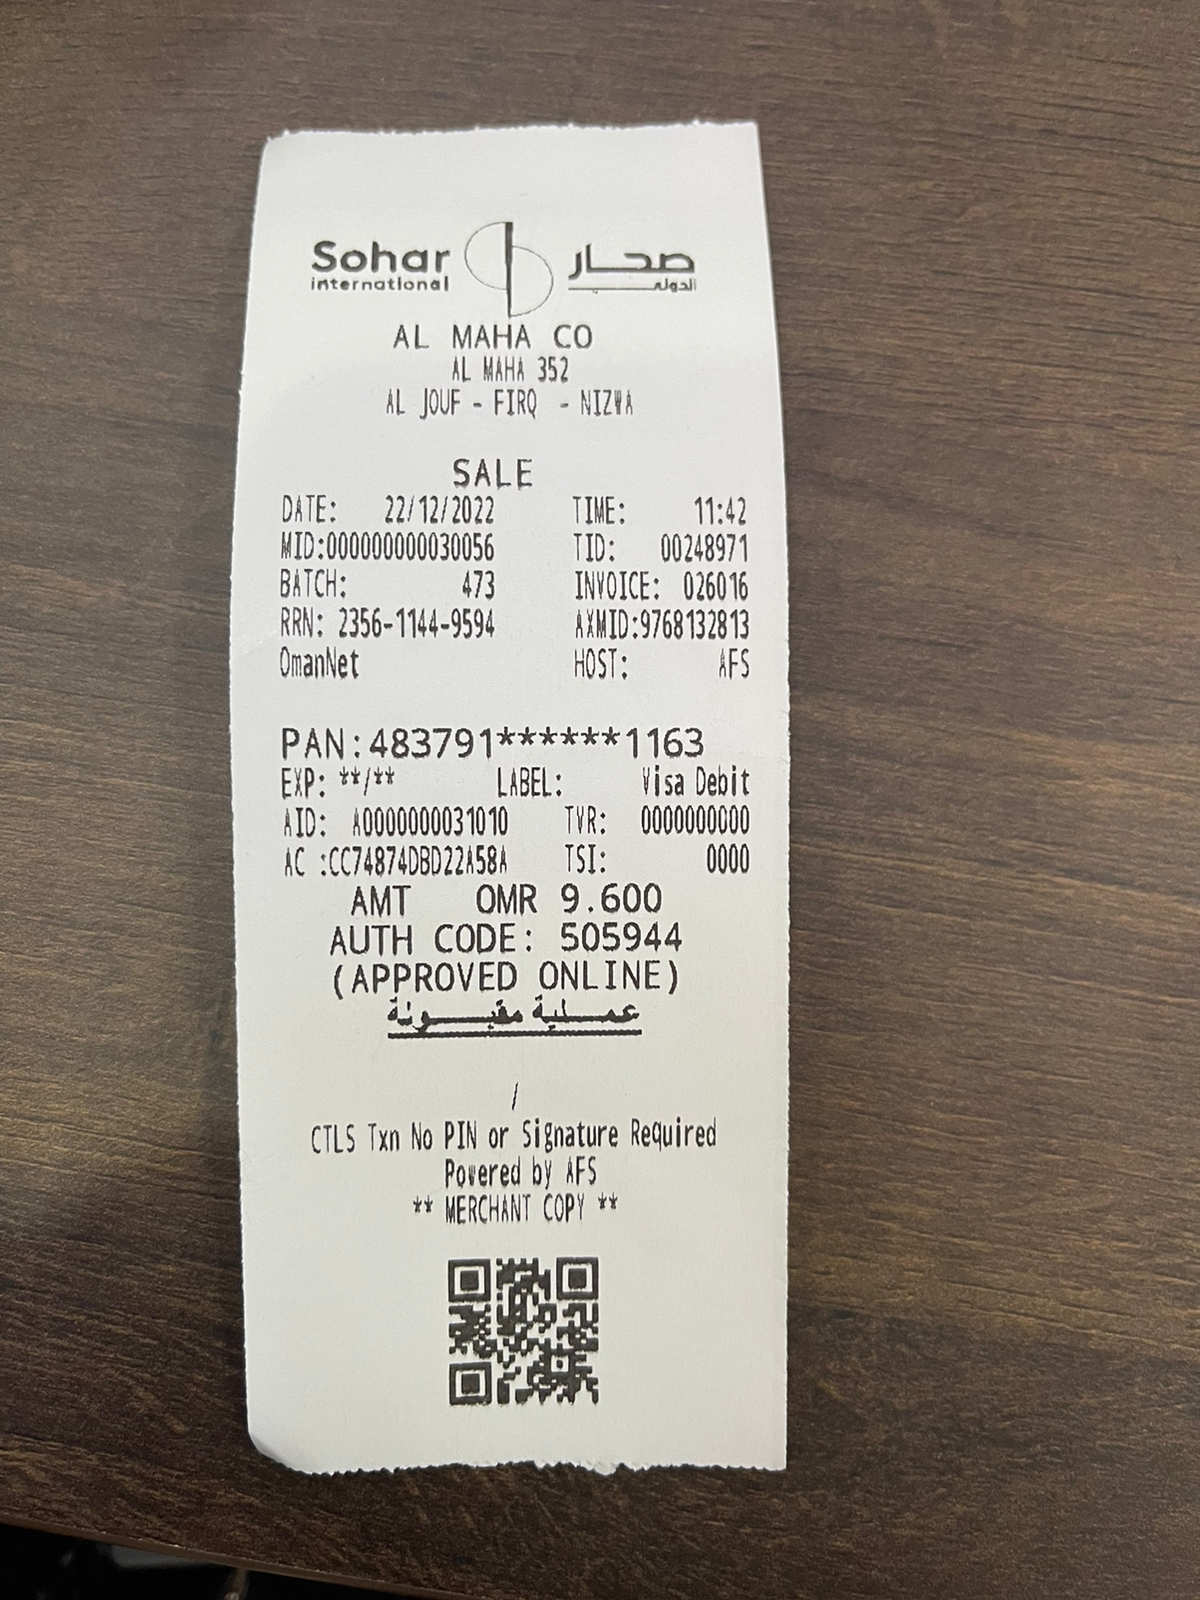 Sohar صحار
international الدولي
AL MAHA CO
AL MAHA 352
AL JOUF - FIRQ - NIZWA
SALE
DATE: 22/12/2022 TIME: 11:42
MID:000000000030056 TID: 00248971
BATCH: 473 INVOICE: 026016
RRN: 2356-1144-9594 AXMID:9768132813
OmanNet HOST: AFS
PAN:483791******1163
EXP: **/** LABEL: Visa Debit
AID: A0000000031010 TVR: 0000000000
AC :CC74874DBD22A58A TSI: 0000
AMT OMR 9.600
AUTH CODE: 505944
(APPROVED ONLINE)
عملية مقبولة
/
CTLS Txn No PIN or Signature Required
Powered by AFS
** MERCHANT COPY **